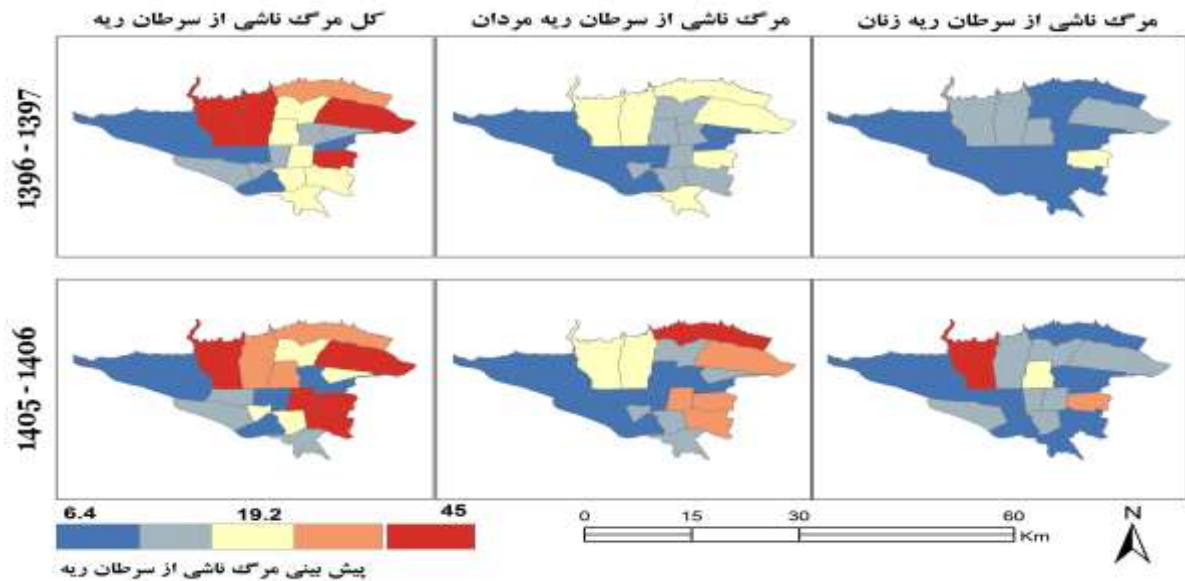 کل مرگ ناشی از سرطان ریه
مرگ ناشی از سرطان ریه مردان
مرگ ناشی از سرطان ریه زنان
1396 - 1397
1405 - 1406
6.4 19.2 45
پیش بینی مرگ ناشی از سرطان ریه
0 15 30 60
Km
N